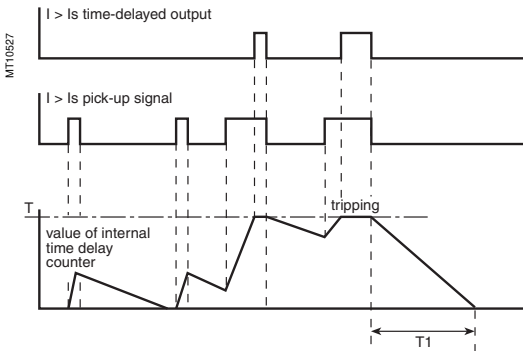 I > Is time-delayed output
MT10527
I > Is pick-up signal
T
tripping
value of internal
time delay
counter
T1